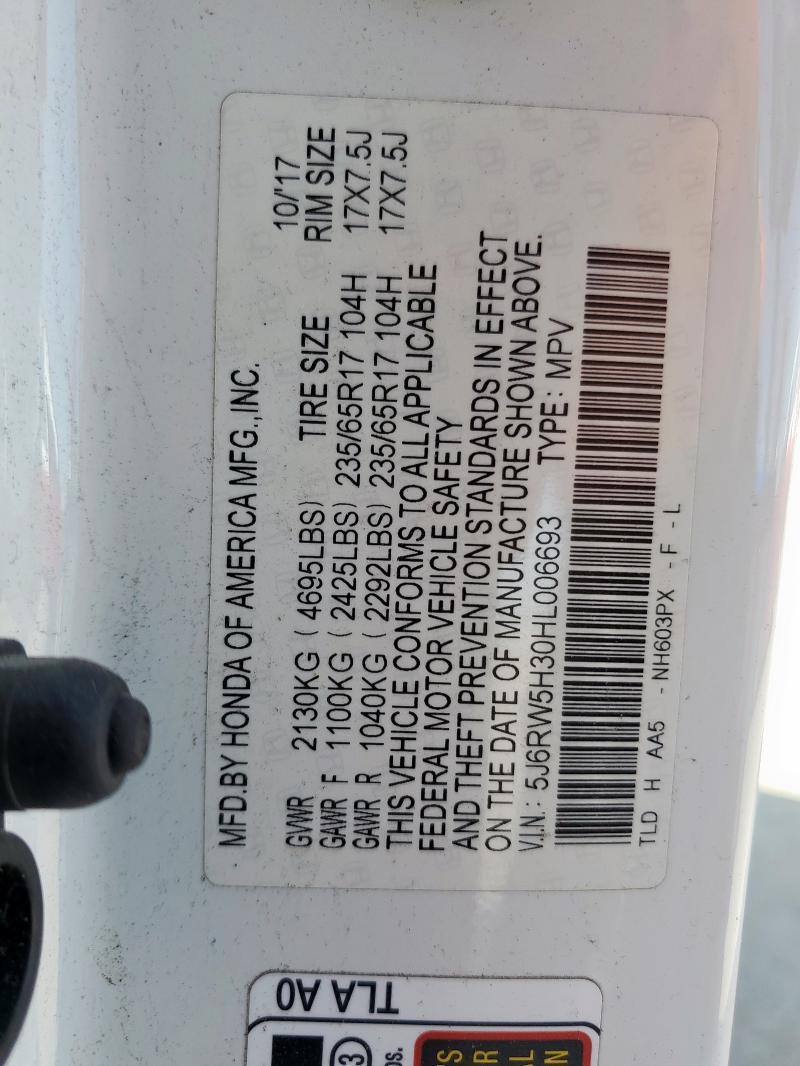 MFD.BY HONDA OF AMERICA MFG.,INC. 10/'17
GVWR 2130KG ( 4695LBS) TIRE SIZE RIM SIZE
GAWR F 1100KG ( 2425LBS) 235/65R17 104H 17X7.5J
GAWR R 1040KG ( 2292LBS) 235/65R17 104H 17X7.5J
THIS VEHICLE CONFORMS TO ALL APPLICABLE
FEDERAL MOTOR VEHICLE SAFETY
AND THEFT PREVENTION STANDARDS IN EFFECT
ON THE DATE OF MANUFACTURE SHOWN ABOVE.
V.I.N.: 5J6RW5H30HL006693 TYPE: MPV
TLD H AA5 - NH603PX - F - L
TLA A0
3